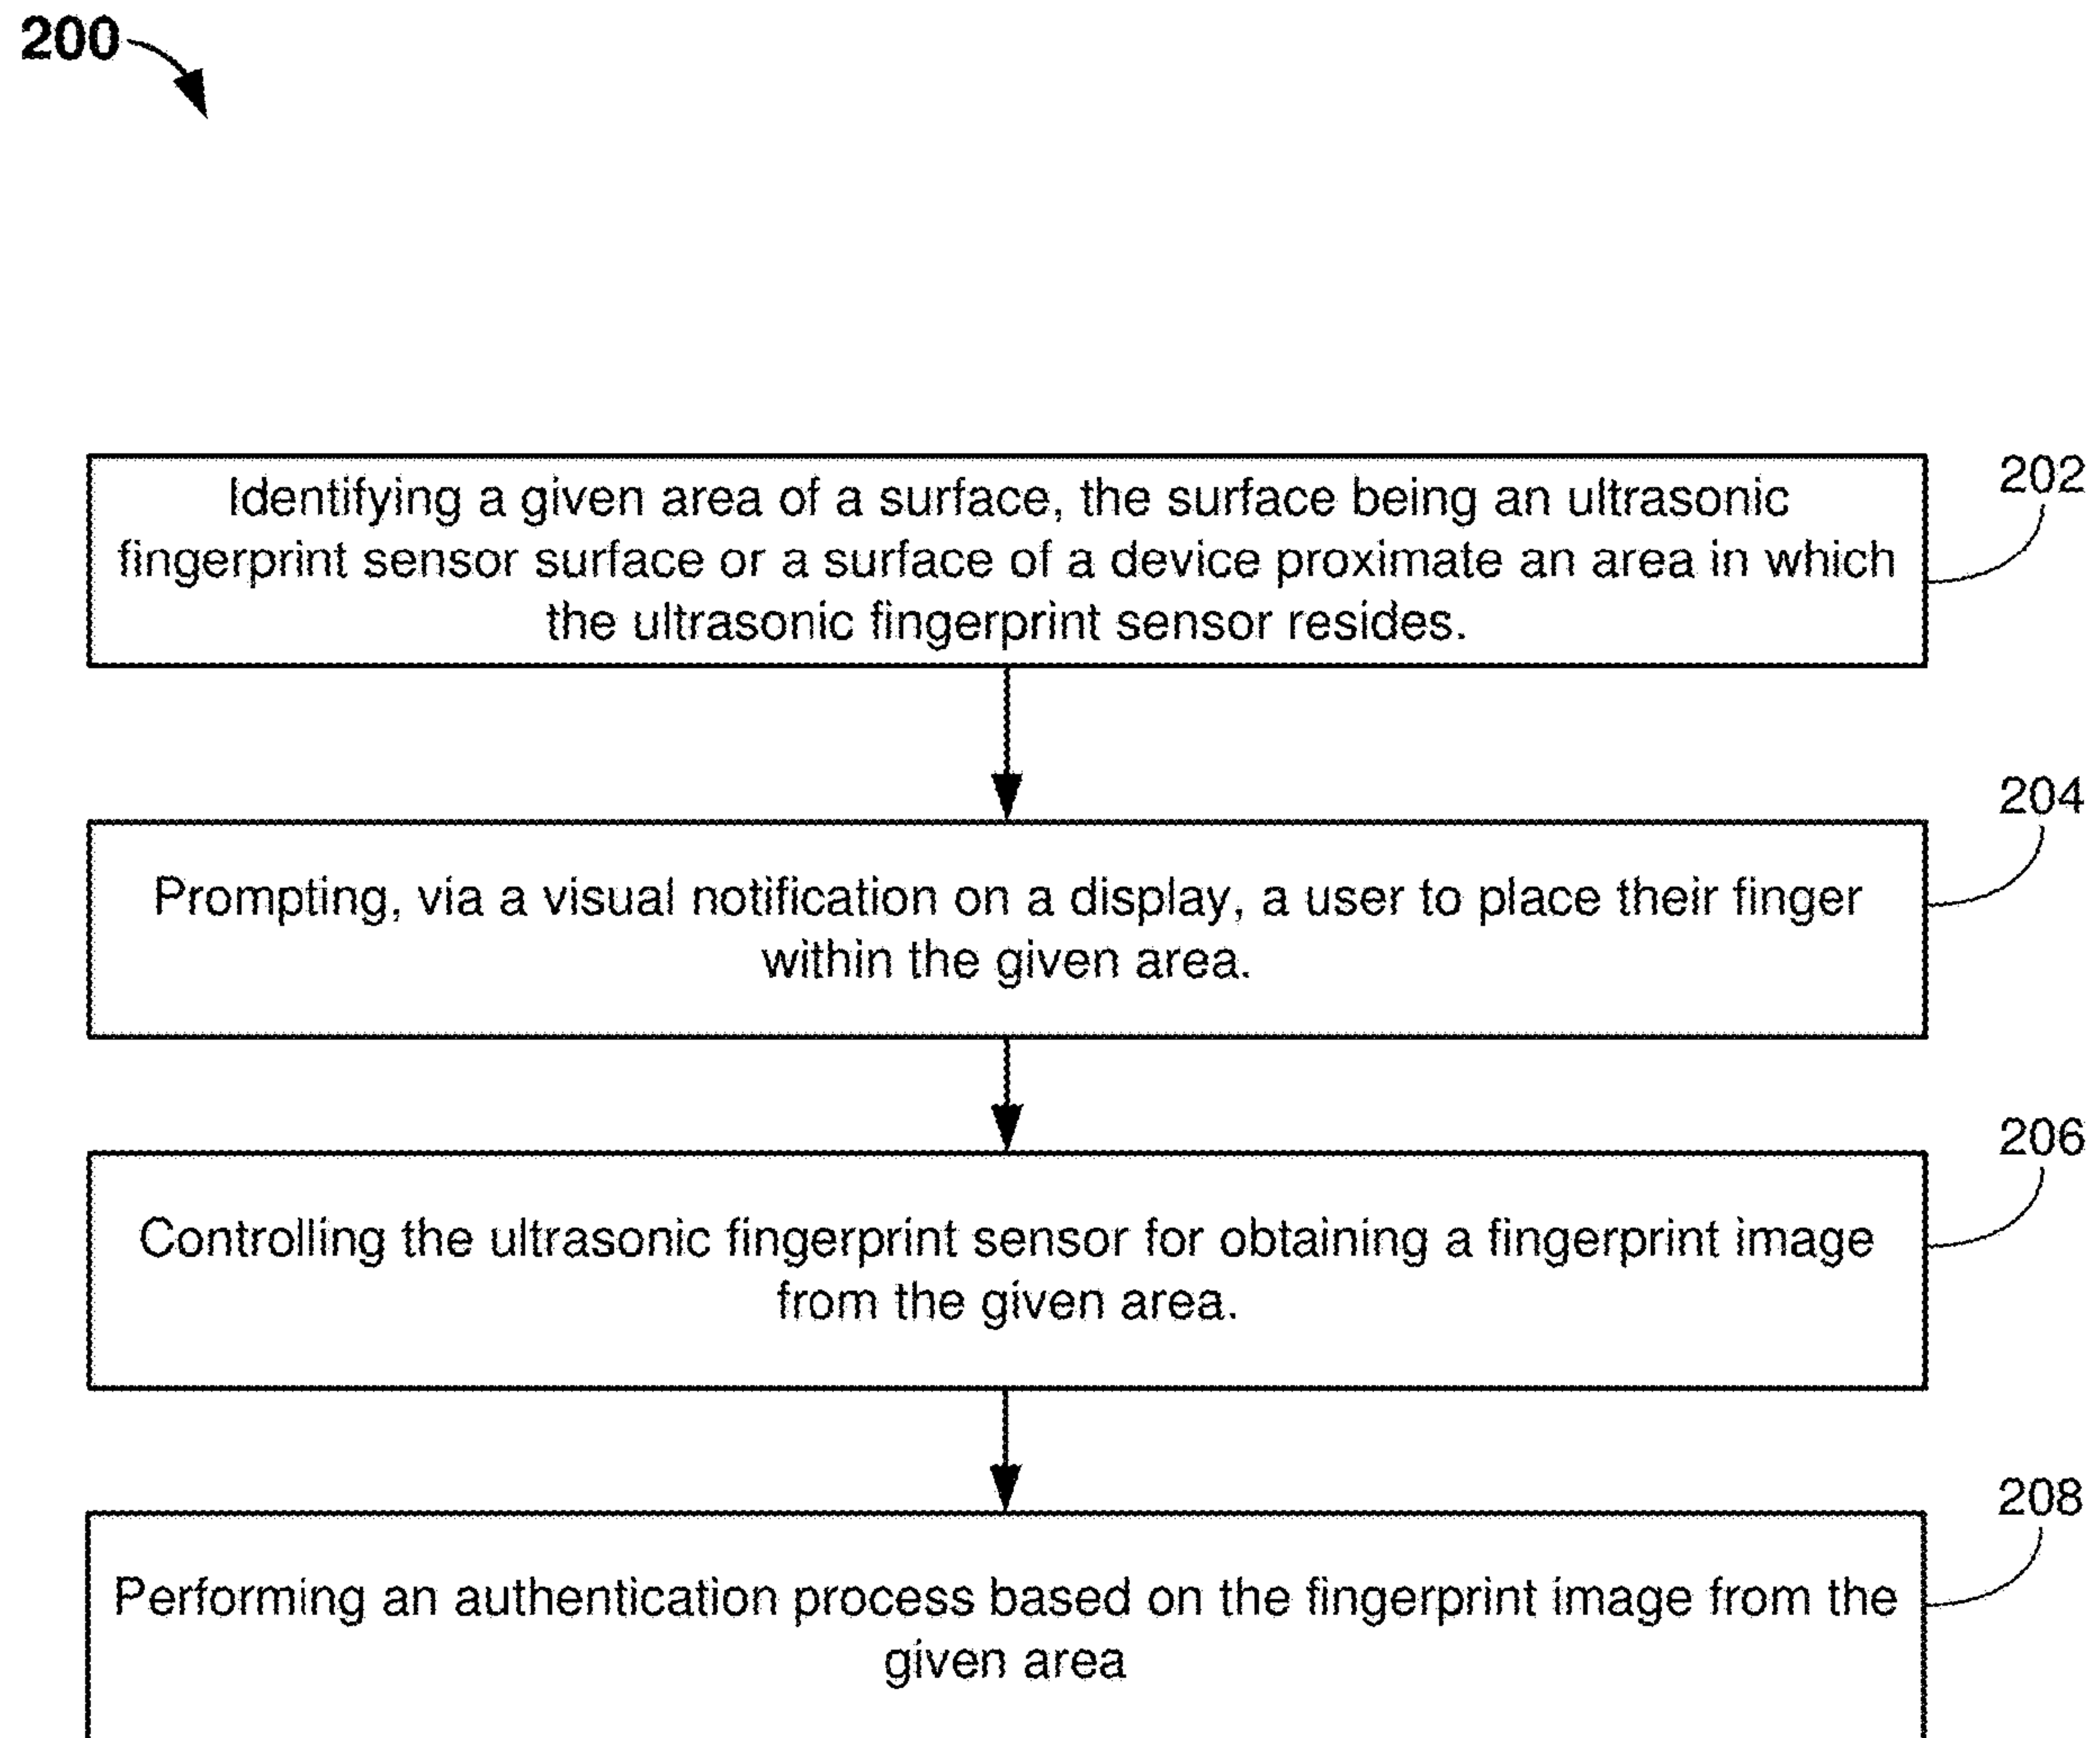 200
Identifying a given area of a surface, the surface being an ultrasonic
fingerprint sensor surface or a surface of a device proximate an area in which
the ultrasonic fingerprint sensor resides.
202
Prompting, via a visual notification on a display, a user to place their finger
within the given area.
204
Controlling the ultrasonic fingerprint sensor for obtaining a fingerprint image
from the given area.
206
Performing an authentication process based on the fingerprint image from the
given area
208